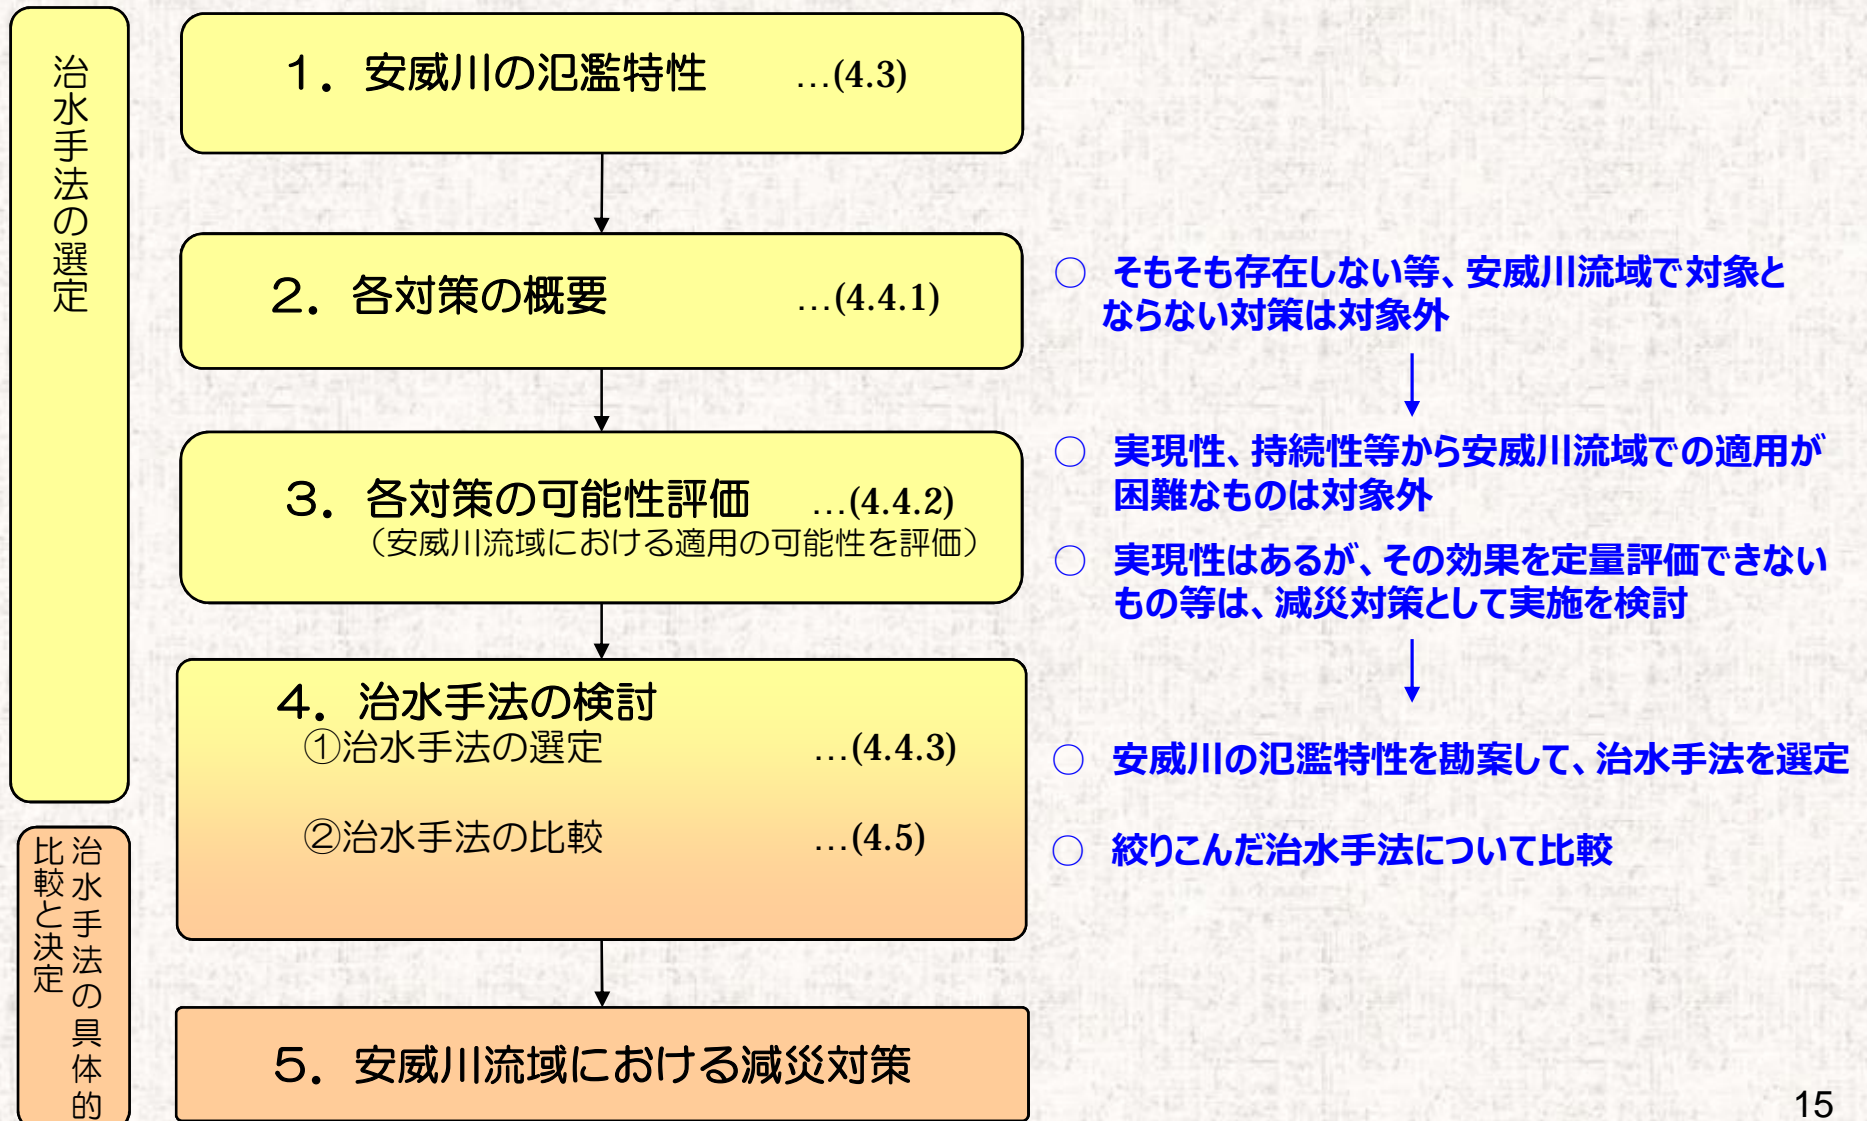 治水手法の選定
１．安威川の氾濫特性 …(4.3)
２．各対策の概要 …(4.4.1)
○ そもそも存在しない等、安威川流域で対象と
ならない対策は対象外
３．各対策の可能性評価 …(4.4.2)
（安威川流域における適用の可能性を評価）
○ 実現性、持続性等から安威川流域での適用が
困難なものは対象外
○ 実現性はあるが、その効果を定量評価できない
もの等は、減災対策として実施を検討
４．治水手法の検討
①治水手法の選定 …(4.4.3)
○ 安威川の氾濫特性を勘案して、治水手法を選定
②治水手法の比較 …(4.5)
○ 絞りこんだ治水手法について比較
治水手法の具体的
比較と決定
５．安威川流域における減災対策
15